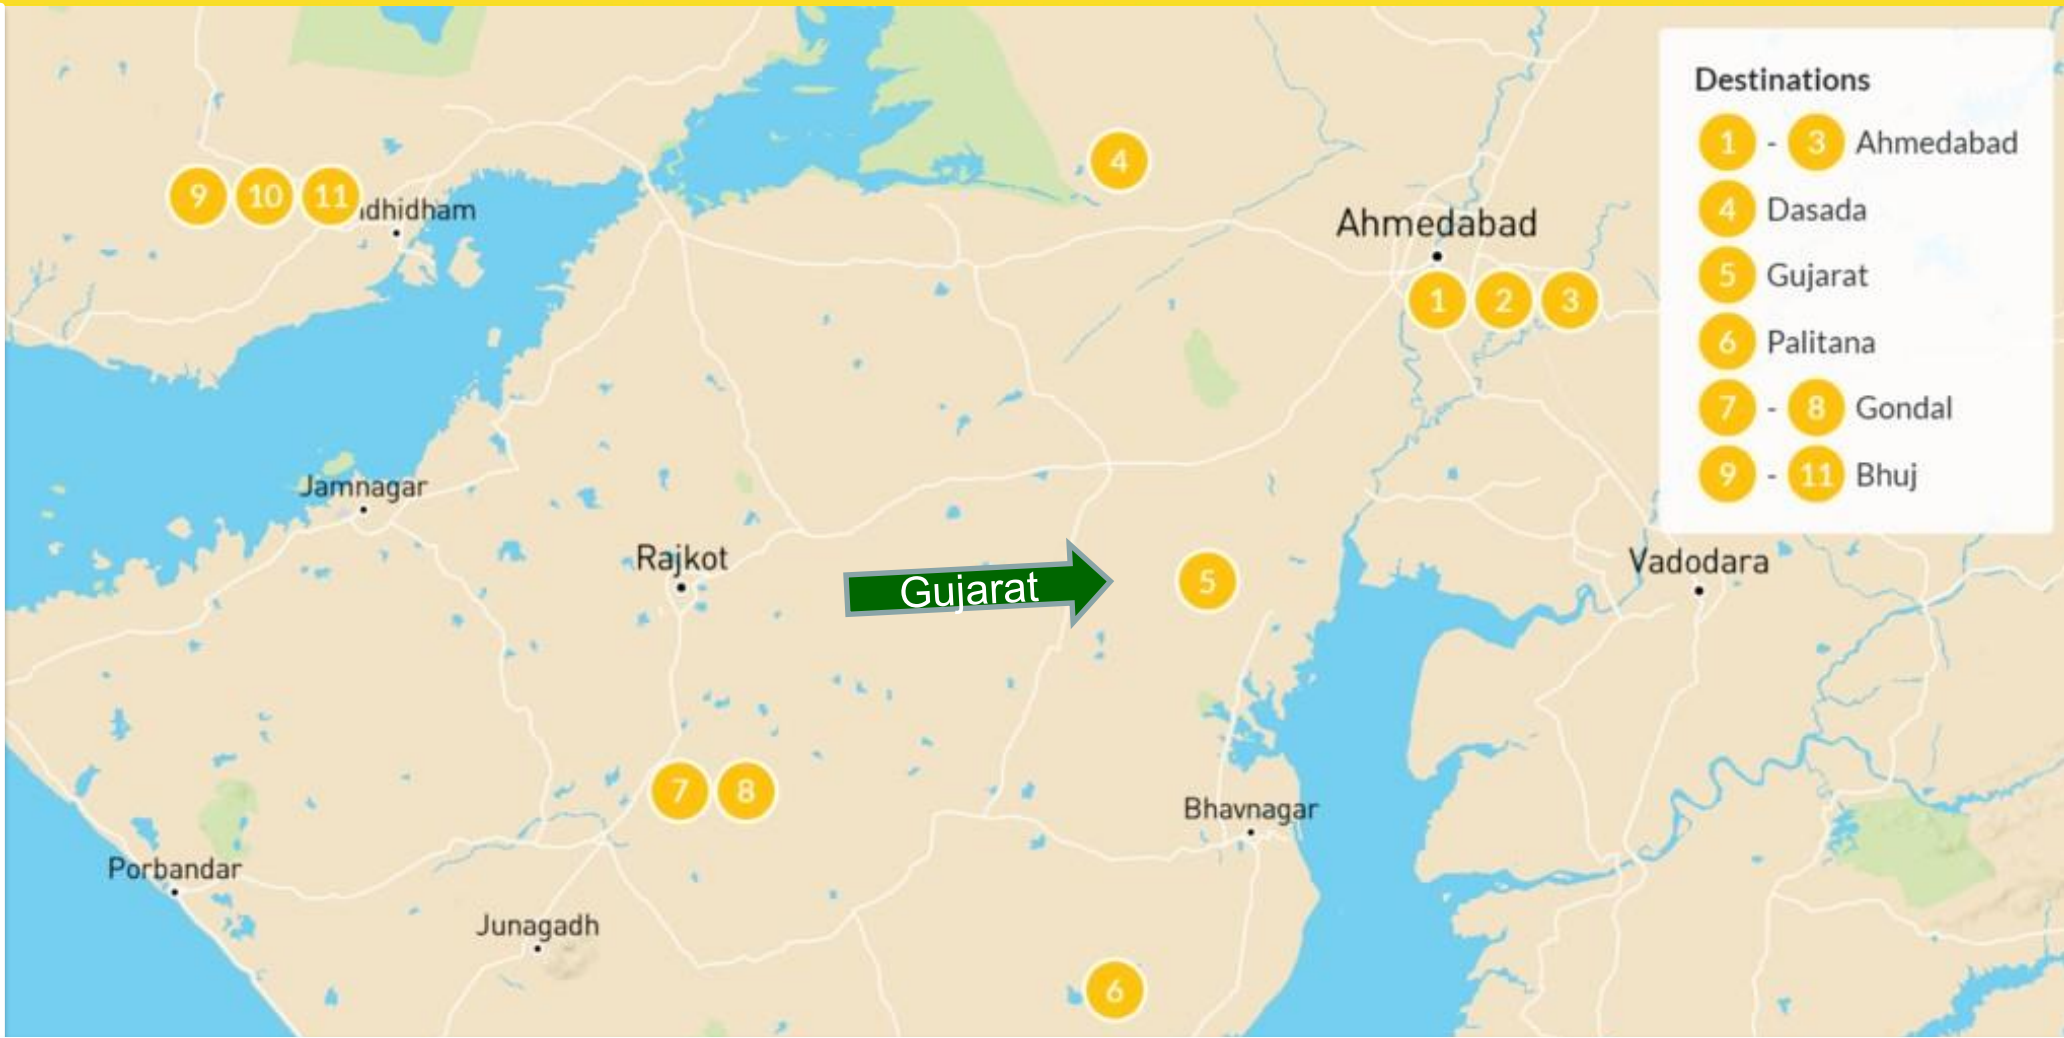 Destinations
1 - 3 Ahmedabad
4 Dasada
5 Gujarat
6 Palitana
7 - 8 Gondal
9 - 11 Bhuj
4
9 10 11
idhidham
Ahmedabad
1 2 3
Jamnagar
Rajkot
Gujarat
5
Vadodara
7 8
Bhavnagar
Porbandar
Junagadh
6